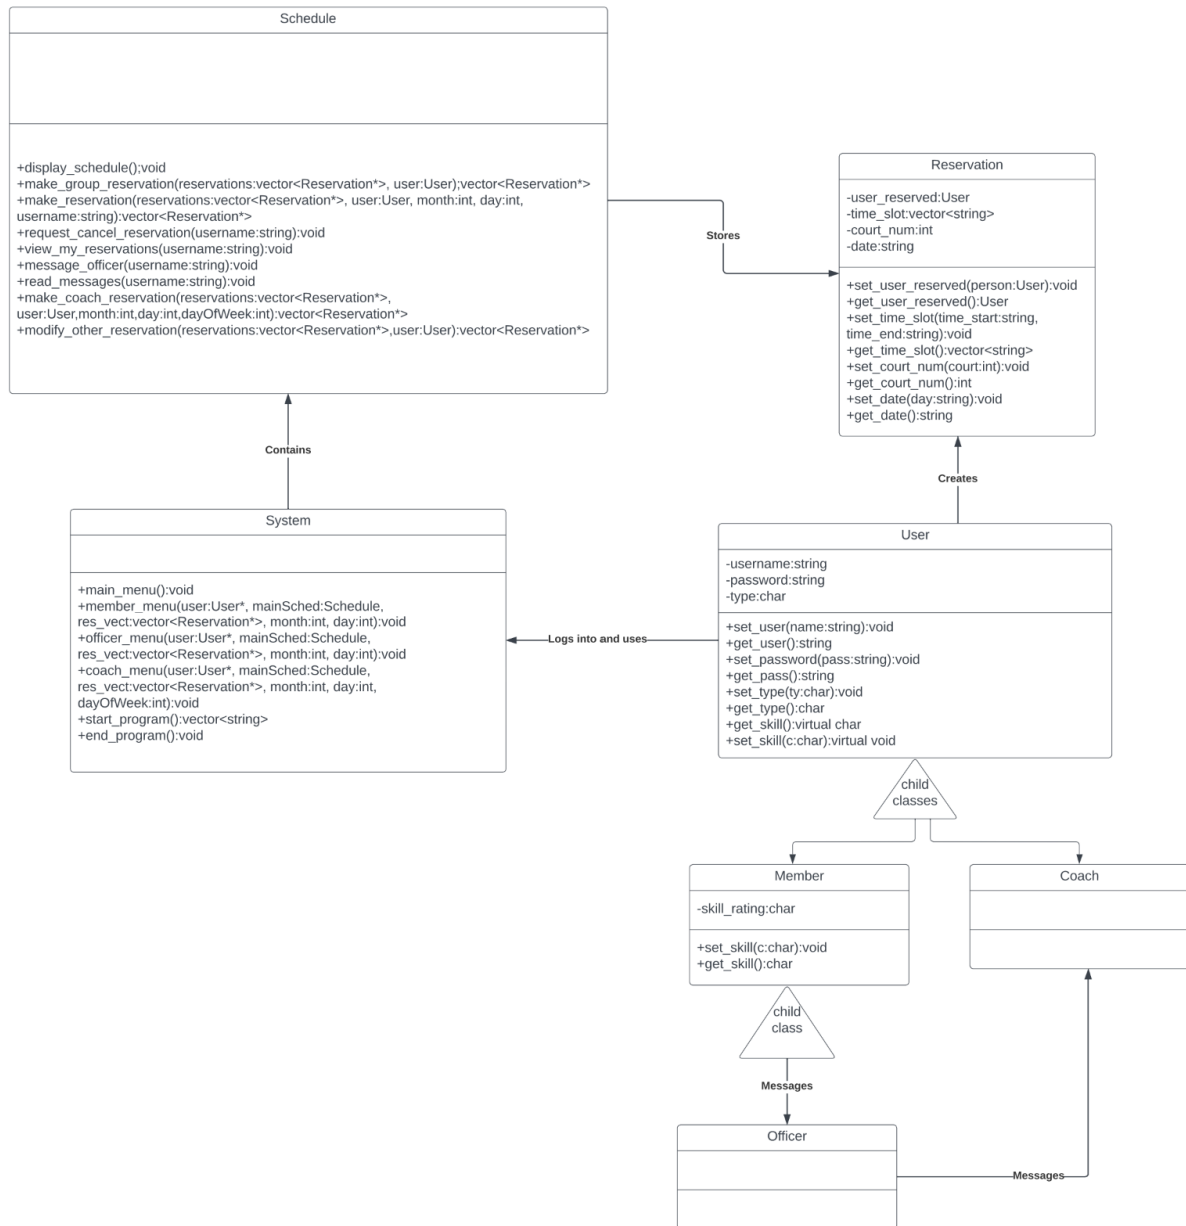 Schedule
+display_schedule();void
+make_group_reservation(reservations:vector<Reservation*>, user:User);vector<Reservation*>
+make_reservation(reservations:vector<Reservation*>, user:User, month:int, day:int,
username:string):vector<Reservation*>
+request_cancel_reservation(username:string):void
+view_my_reservations(username:string):void
+message_officer(username:string):void
+read_messages(username:string):void
+make_coach_reservation(reservations:vector<Reservation*>,
user:User,month:int,day:int,dayOfWeek:int):vector<Reservation*>
+modify_other_reservation(reservations:vector<Reservation*>,user:User):vector<Reservation*>
Stores
Reservation
-user_reserved:User
-time_slot:vector<string>
-court_num:int
-date:string
+set_user_reserved(person:User):void
+get_user_reserved():User
+set_time_slot(time_start:string,
time_end:string):void
+get_time_slot():vector<string>
+set_court_num(court:int):void
+get_court_num():int
+set_date(day:string):void
+get_date():string
Contains
Creates
System
+main_menu():void
+member_menu(user:User*, mainSched:Schedule,
res_vect:vector<Reservation*>, month:int, day:int):void
+officer_menu(user:User*, mainSched:Schedule,
res_vect:vector<Reservation*>, month:int, day:int):void
+coach_menu(user:User*, mainSched:Schedule,
res_vect:vector<Reservation*>, month:int, day:int,
dayOfWeek:int):void
+start_program():vector<string>
+end_program():void
Logs into and uses
User
-username:string
-password:string
-type:char
+set_user(name:string):void
+get_user():string
+set_password(pass:string):void
+get_pass():string
+set_type(ty:char):void
+get_type():char
+get_skill():virtual char
+set_skill(c:char):virtual void
child
classes
Member
-skill_rating:char
+set_skill(c:char):void
+get_skill():char
Coach
child
class
Messages
Officer
Messages